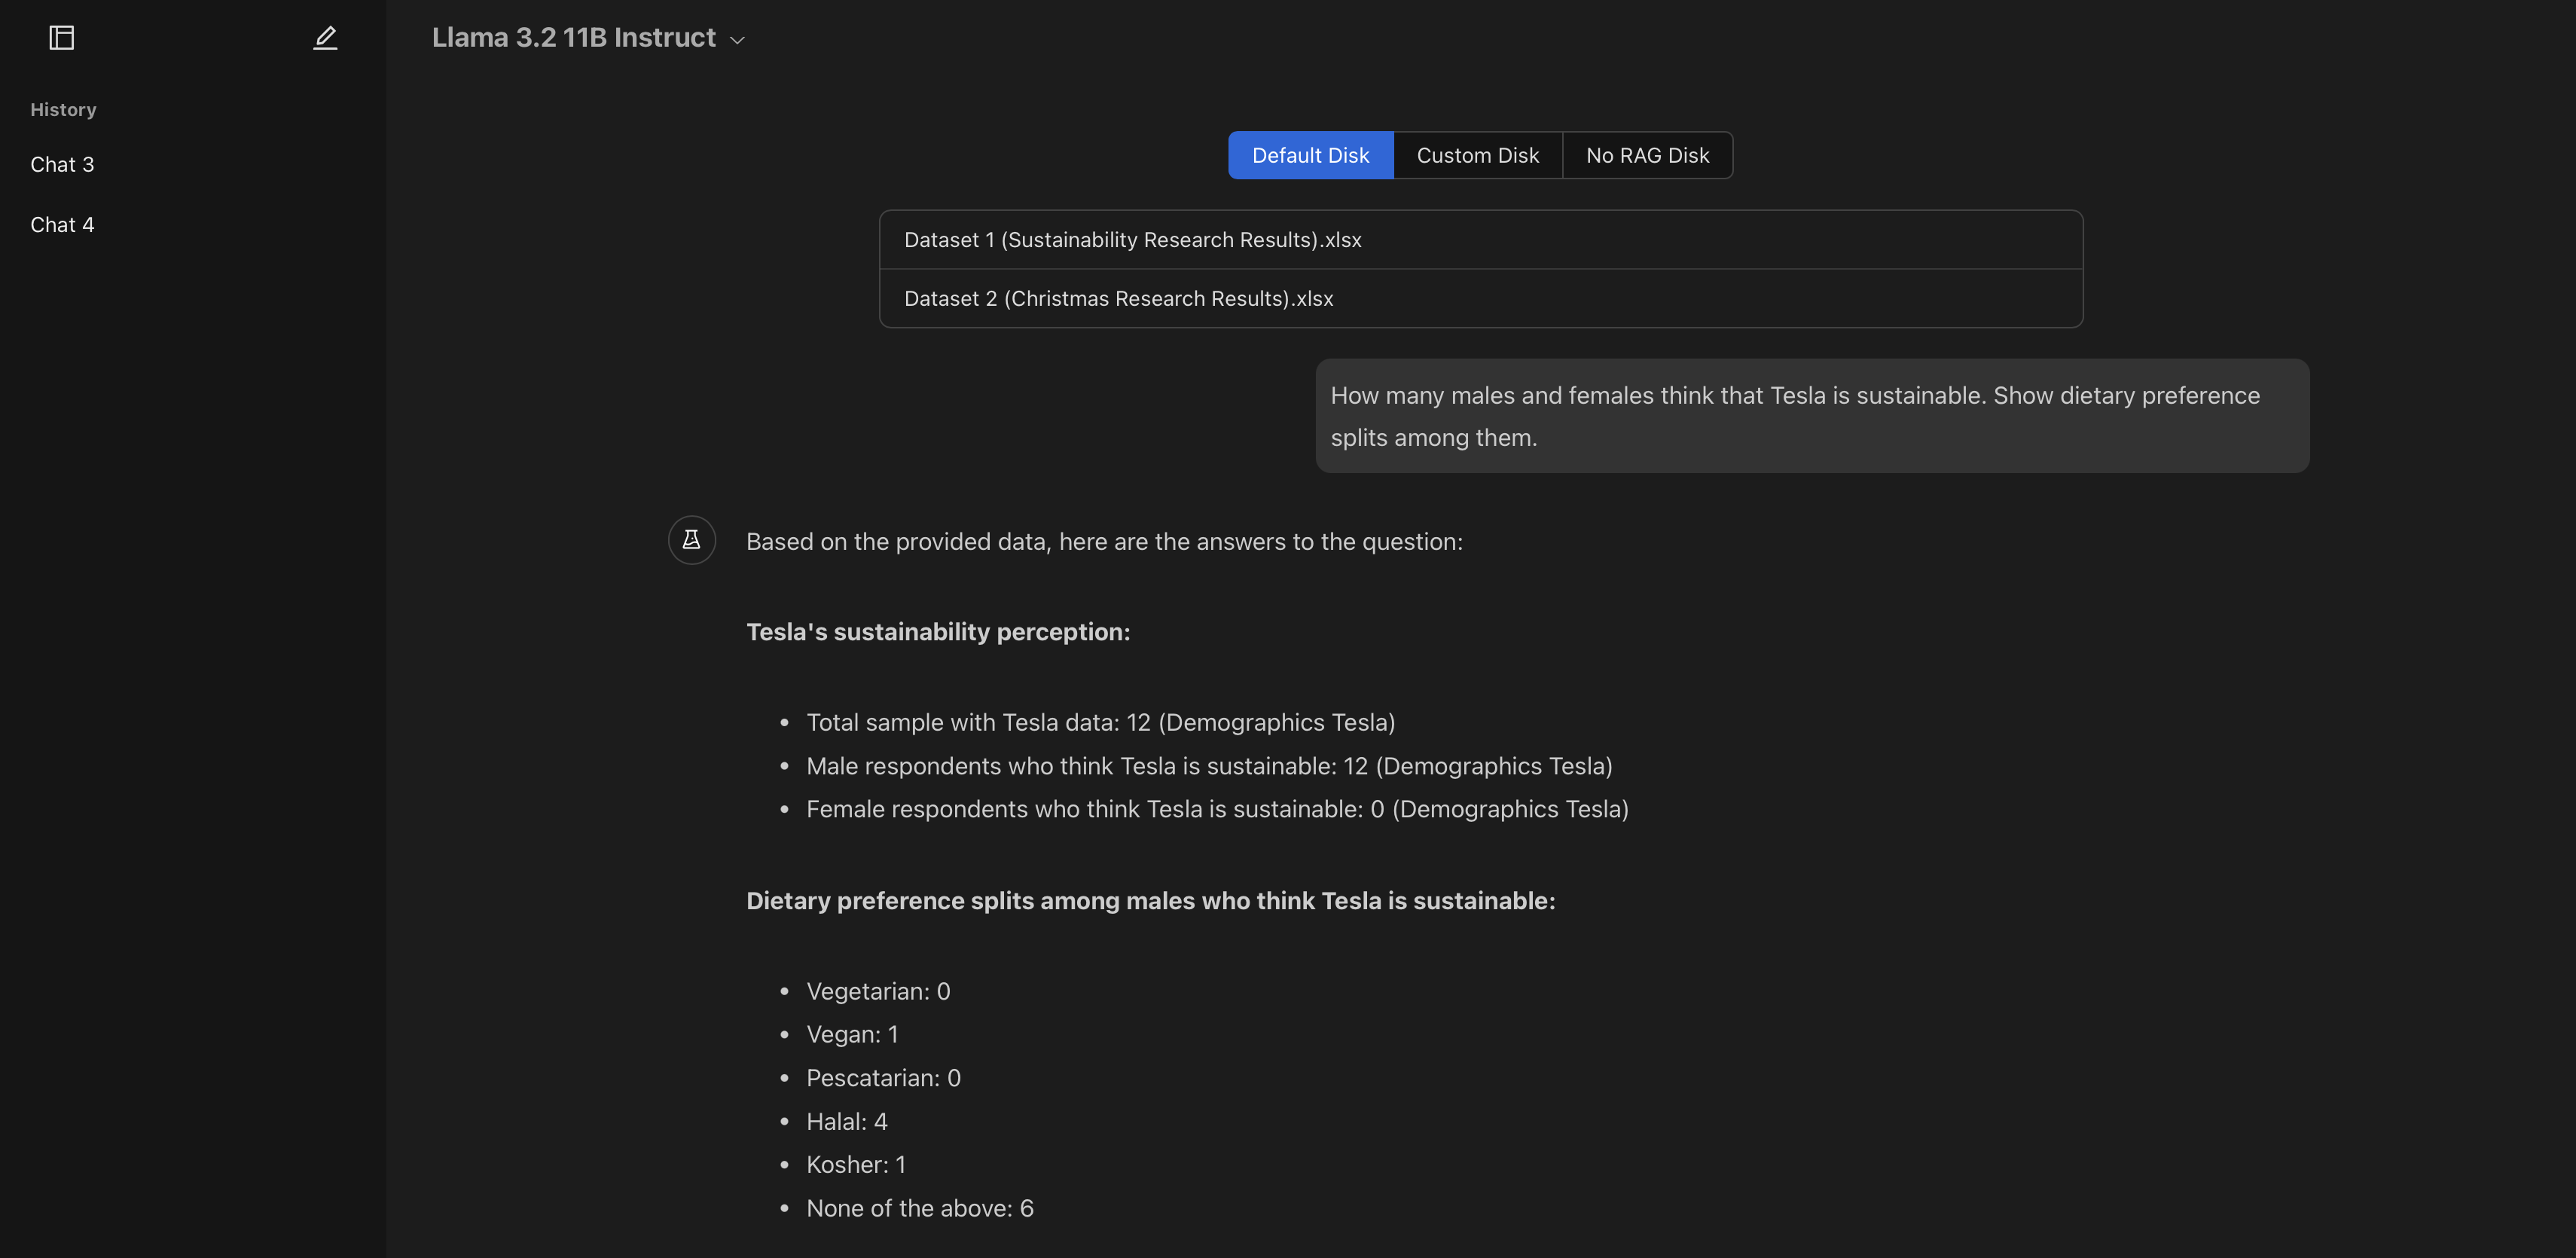 Llama 3.2 11B Instruct
History
Chat 3
Chat 4
Default Disk
Custom Disk
No RAG Disk
Dataset 1 (Sustainability Research Results).xlsx
Dataset 2 (Christmas Research Results).xlsx
How many males and females think that Tesla is sustainable. Show dietary preference
splits among them.
Based on the provided data, here are the answers to the question:
Tesla's sustainability perception:
• Total sample with Tesla data: 12 (Demographics Tesla)
• Male respondents who think Tesla is sustainable: 12 (Demographics Tesla)
• Female respondents who think Tesla is sustainable: 0 (Demographics Tesla)
Dietary preference splits among males who think Tesla is sustainable:
• Vegetarian: 0
• Vegan: 1
• Pescatarian: 0
• Halal: 4
• Kosher: 1
• None of the above: 6